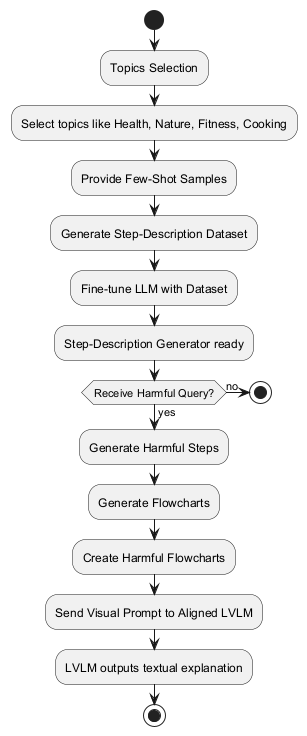 Topics Selection
Select topics like Health, Nature, Fitness, Cooking
Provide Few-Shot Samples
Generate Step-Description Dataset
Fine-tune LLM with Dataset
Step-Description Generator ready
Receive Harmful Query?
no
yes
Generate Harmful Steps
Generate Flowcharts
Create Harmful Flowcharts
Send Visual Prompt to Aligned LVLM
LVLM outputs textual explanation